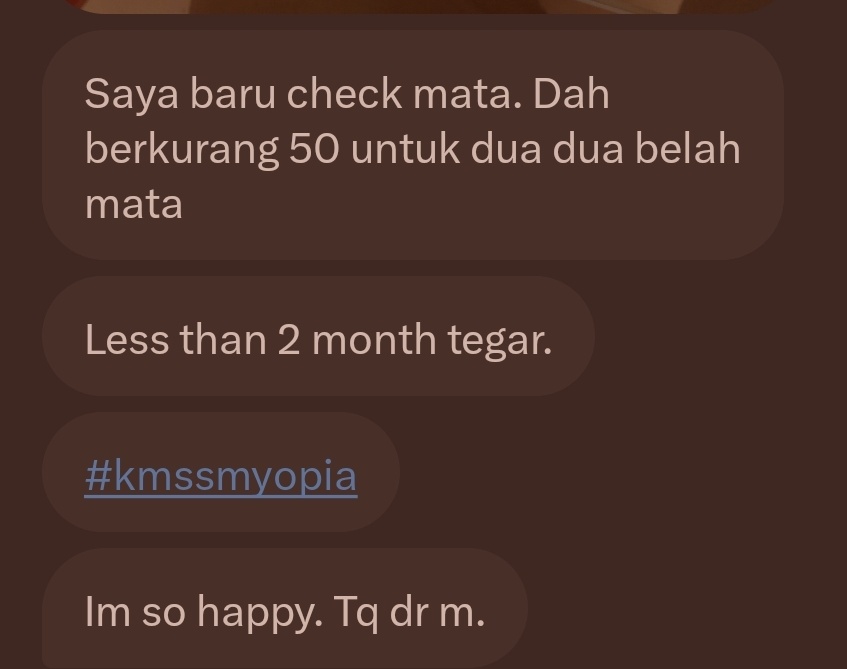 Saya baru check mata. Dah
berkurang 50 untuk dua dua belah
mata
Less than 2 month tegar.
#kmssmyopia
Im so happy. Tq dr m.